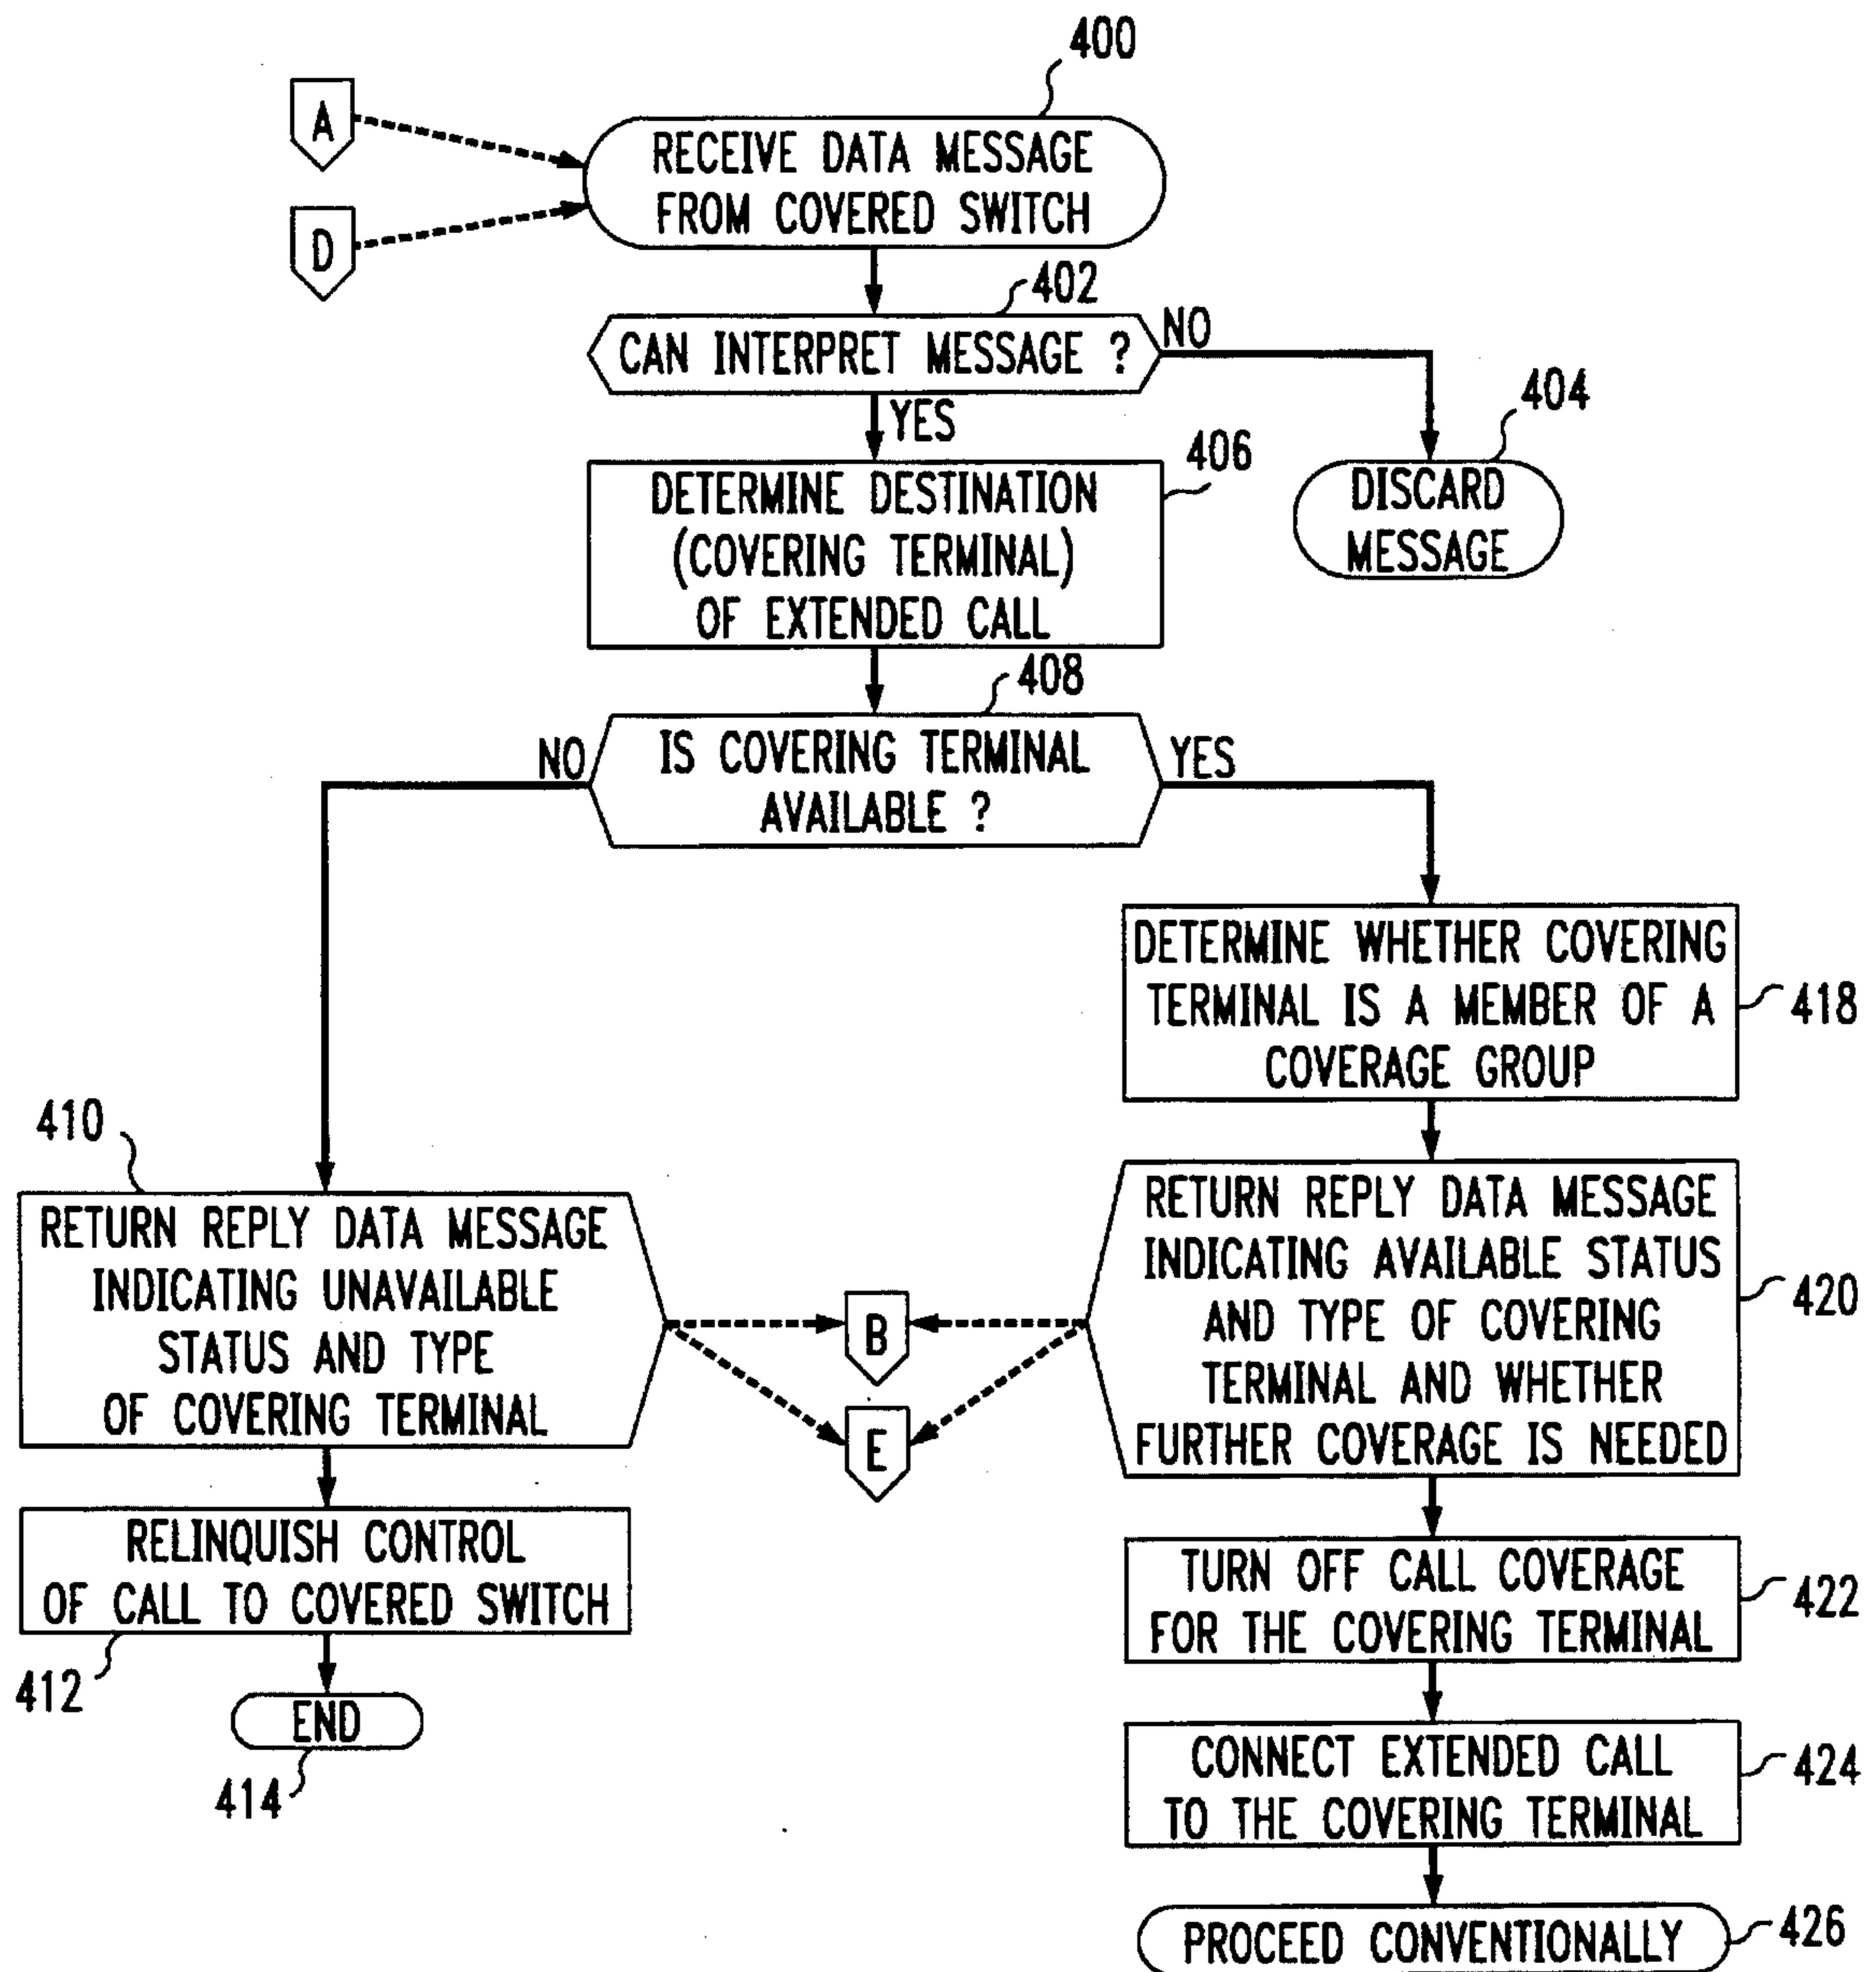 400
A
RECEIVE DATA MESSAGE
FROM COVERED SWITCH
D
402
CAN INTERPRET MESSAGE ?
NO
YES
404
DISCARD
MESSAGE
406
DETERMINE DESTINATION
(COVERING TERMINAL)
OF EXTENDED CALL
408
NO
IS COVERING TERMINAL
AVAILABLE ?
YES
DETERMINE WHETHER COVERING
TERMINAL IS A MEMBER OF A
COVERAGE GROUP
418
410
RETURN REPLY DATA MESSAGE
INDICATING UNAVAILABLE
STATUS AND TYPE
OF COVERING TERMINAL
B
E
RETURN REPLY DATA MESSAGE
INDICATING AVAILABLE STATUS
AND TYPE OF COVERING
TERMINAL AND WHETHER
FURTHER COVERAGE IS NEEDED
420
RELINQUISH CONTROL
OF CALL TO COVERED SWITCH
412
END
414
TURN OFF CALL COVERAGE
FOR THE COVERING TERMINAL
422
CONNECT EXTENDED CALL
TO THE COVERING TERMINAL
424
PROCEED CONVENTIONALLY
426